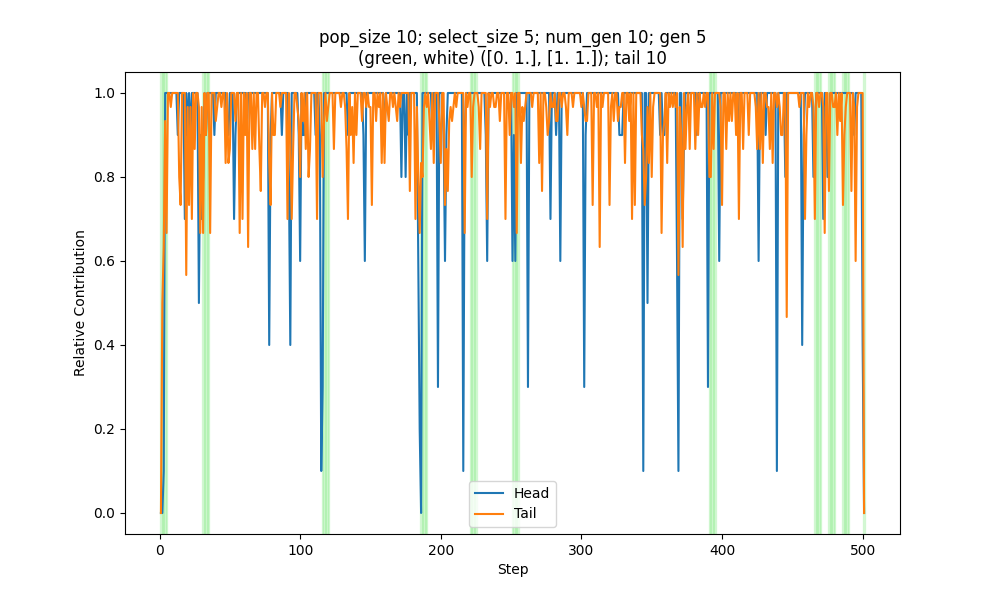 pop_size 10; select_size 5; num_gen 10; gen 5
(green, white) ([0. 1.], [1. 1.]); tail 10
1.0
0.8
0.6
0.4
0.2
0.0
Relative Contribution
Head
Tail
0 100 200 300 400 500
Step